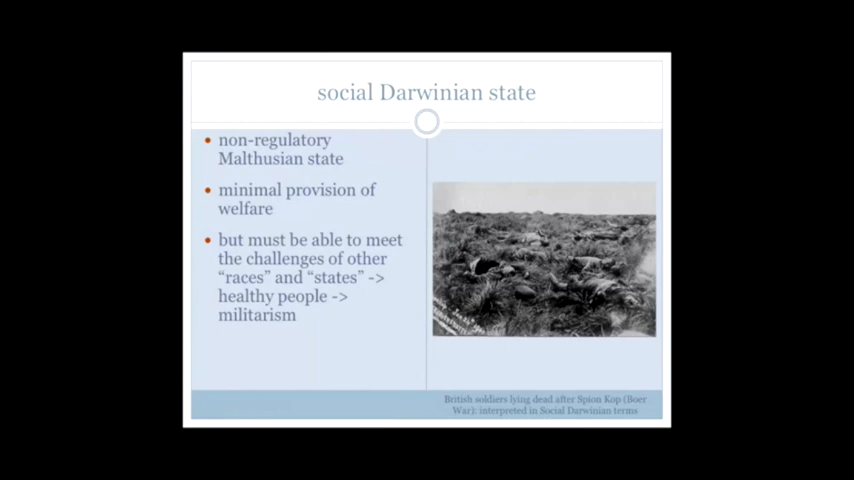 social Darwinian state
non-regulatory
Malthusian state
minimal provision of
welfare
but must be able to meet
the challenges of other
“races” and “states” ->
healthy people ->
militarism
British soldiers lying dead after Spion Kop (Boer
War): interpreted in Social Darwinian terms